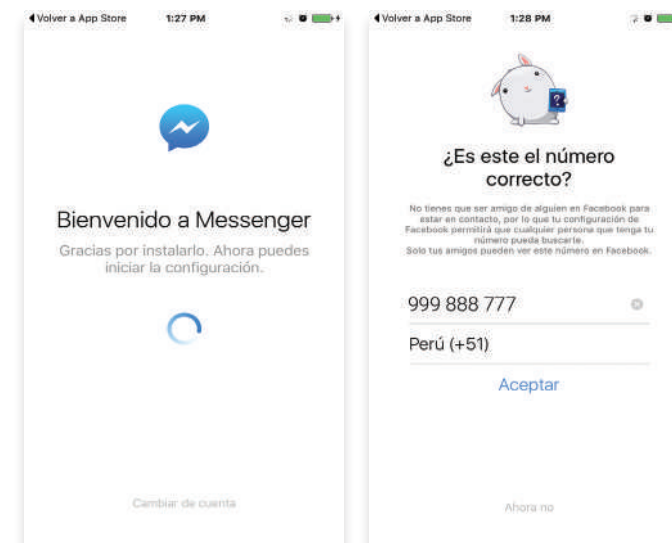 Volver a App Store
1:27 PM
Bienvenido a Messenger
Gracias por instalarlo. Ahora puedes
iniciar la configuración.
Cambiar de cuenta
Volver a App Store
1:28 PM
?
¿Es este el número
correcto?
No tienes que ser amigo de alguien en Facebook para
estar en contacto, por lo que tu configuración de
Facebook permitirá que cualquier persona que tenga tu
número pueda buscarte.
Solo tus amigos pueden ver este número en Facebook.
999 888 777
Perú (+51)
Aceptar
Ahora no